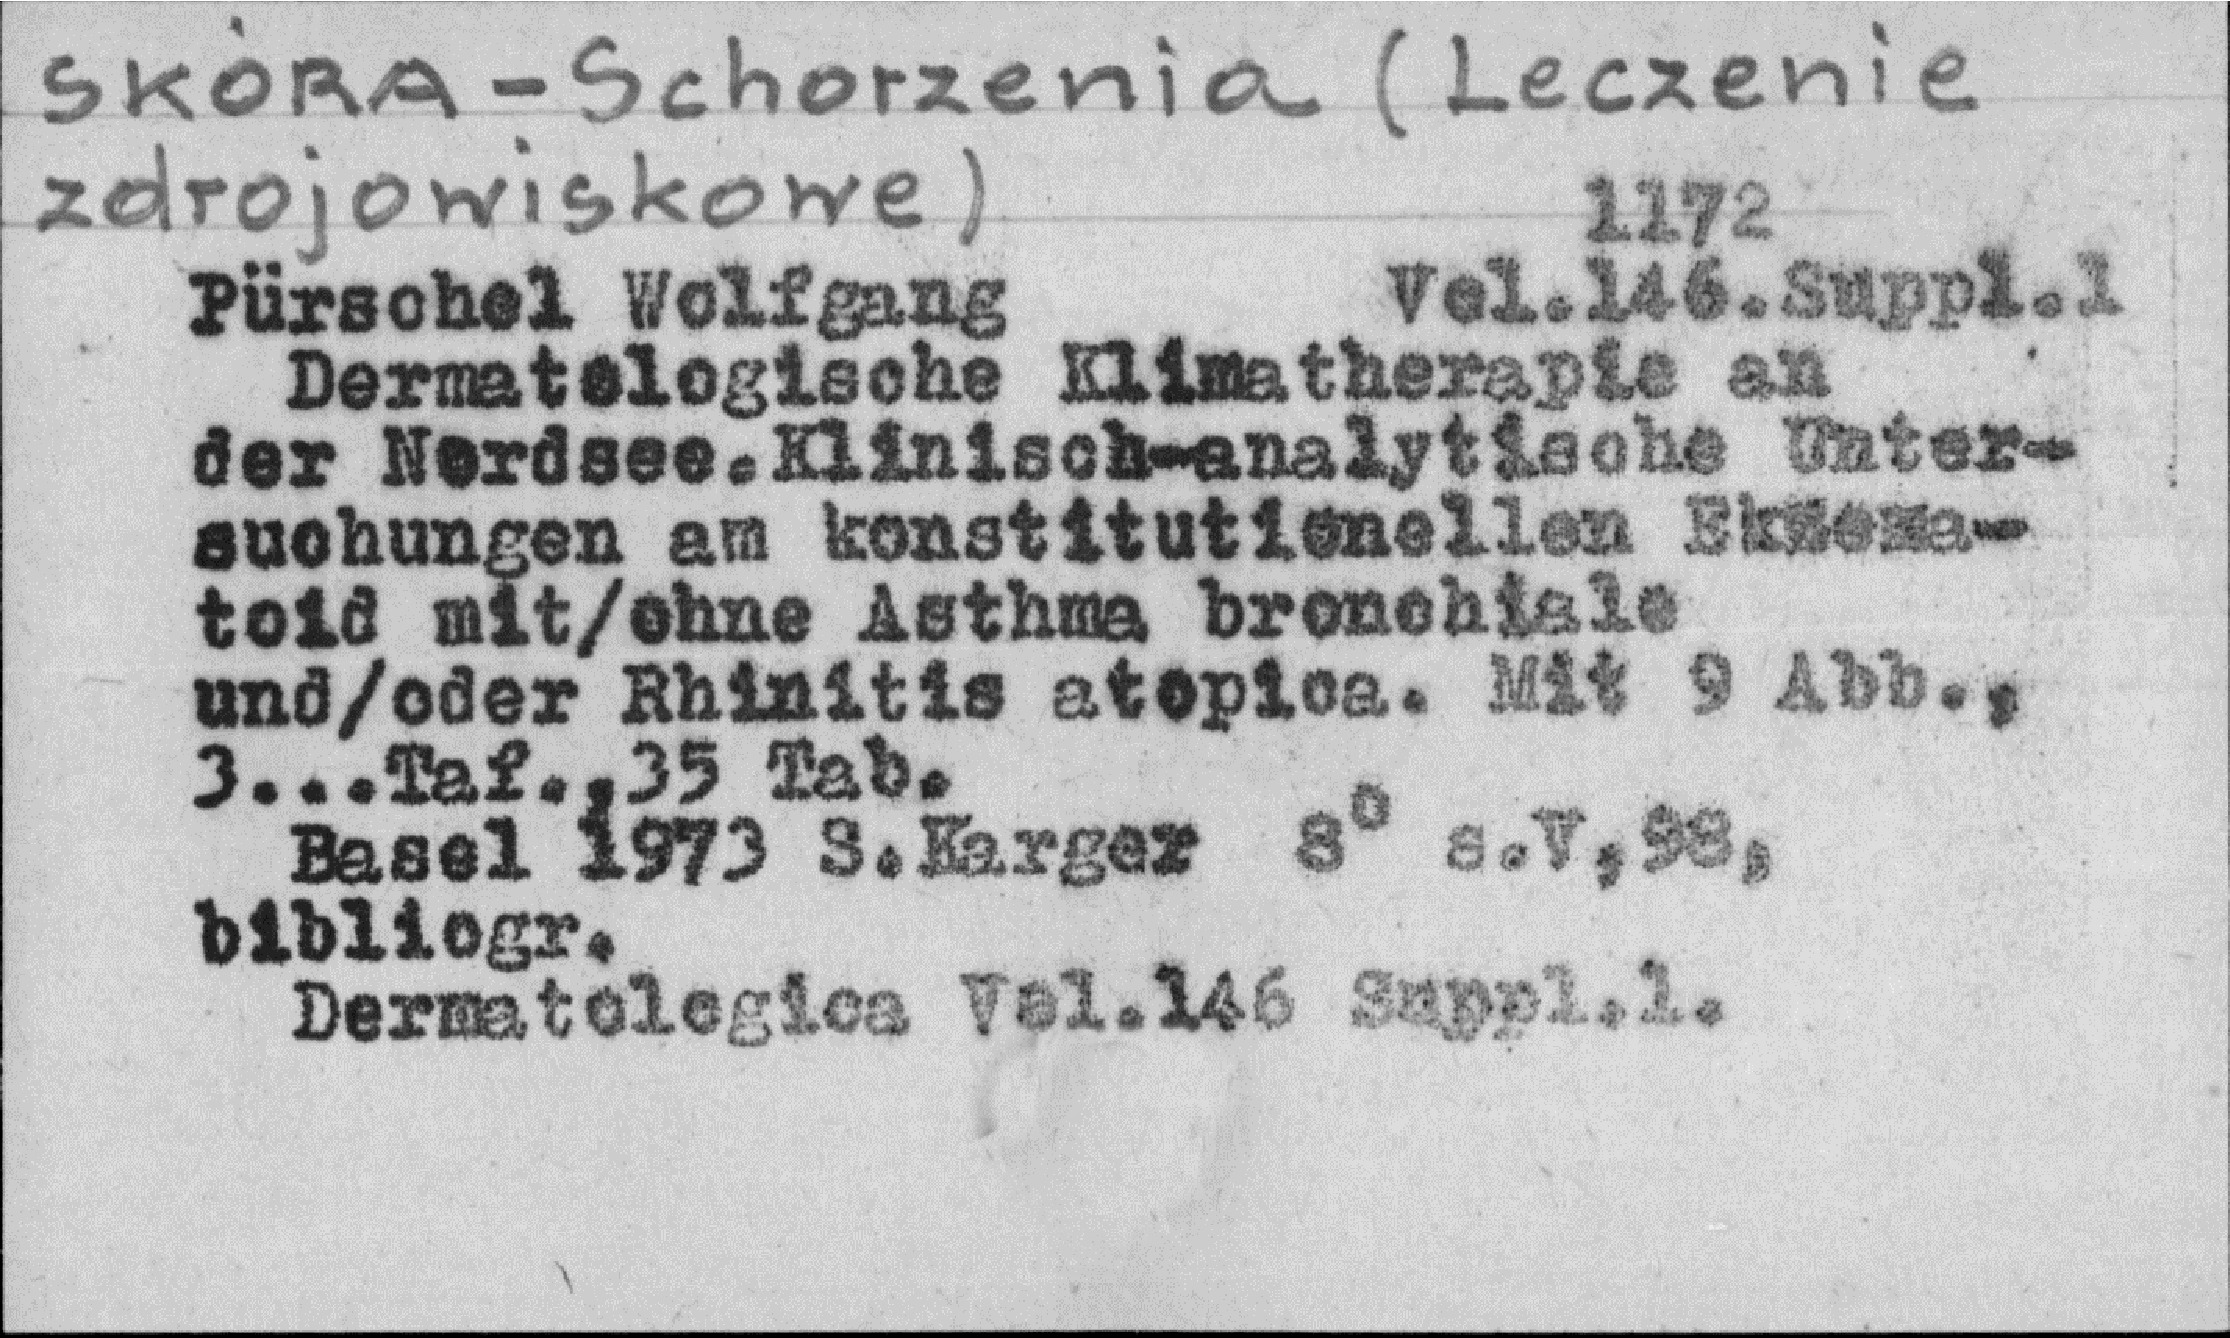 SKÓRA - Schorzenia (Leczenie
zdrojowiskowe)
1172
Pürschel Wolfgang Vol.146.Suppl.1
Dermatologische Klimatherapie an
der Nordsee.Klinisch-analytische Unter-
suchungen am konstitutionellen Ekzema-
toid mit/ohne Asthma bronchiale
und/oder Rhinitis atopica. Mit 9 Abb.,
3...Taf.,35 Tab.
Basel 1973 S.Karger 8° s.V,98,
bibliogr.
Dermatologica Vol.146 Suppl.1.